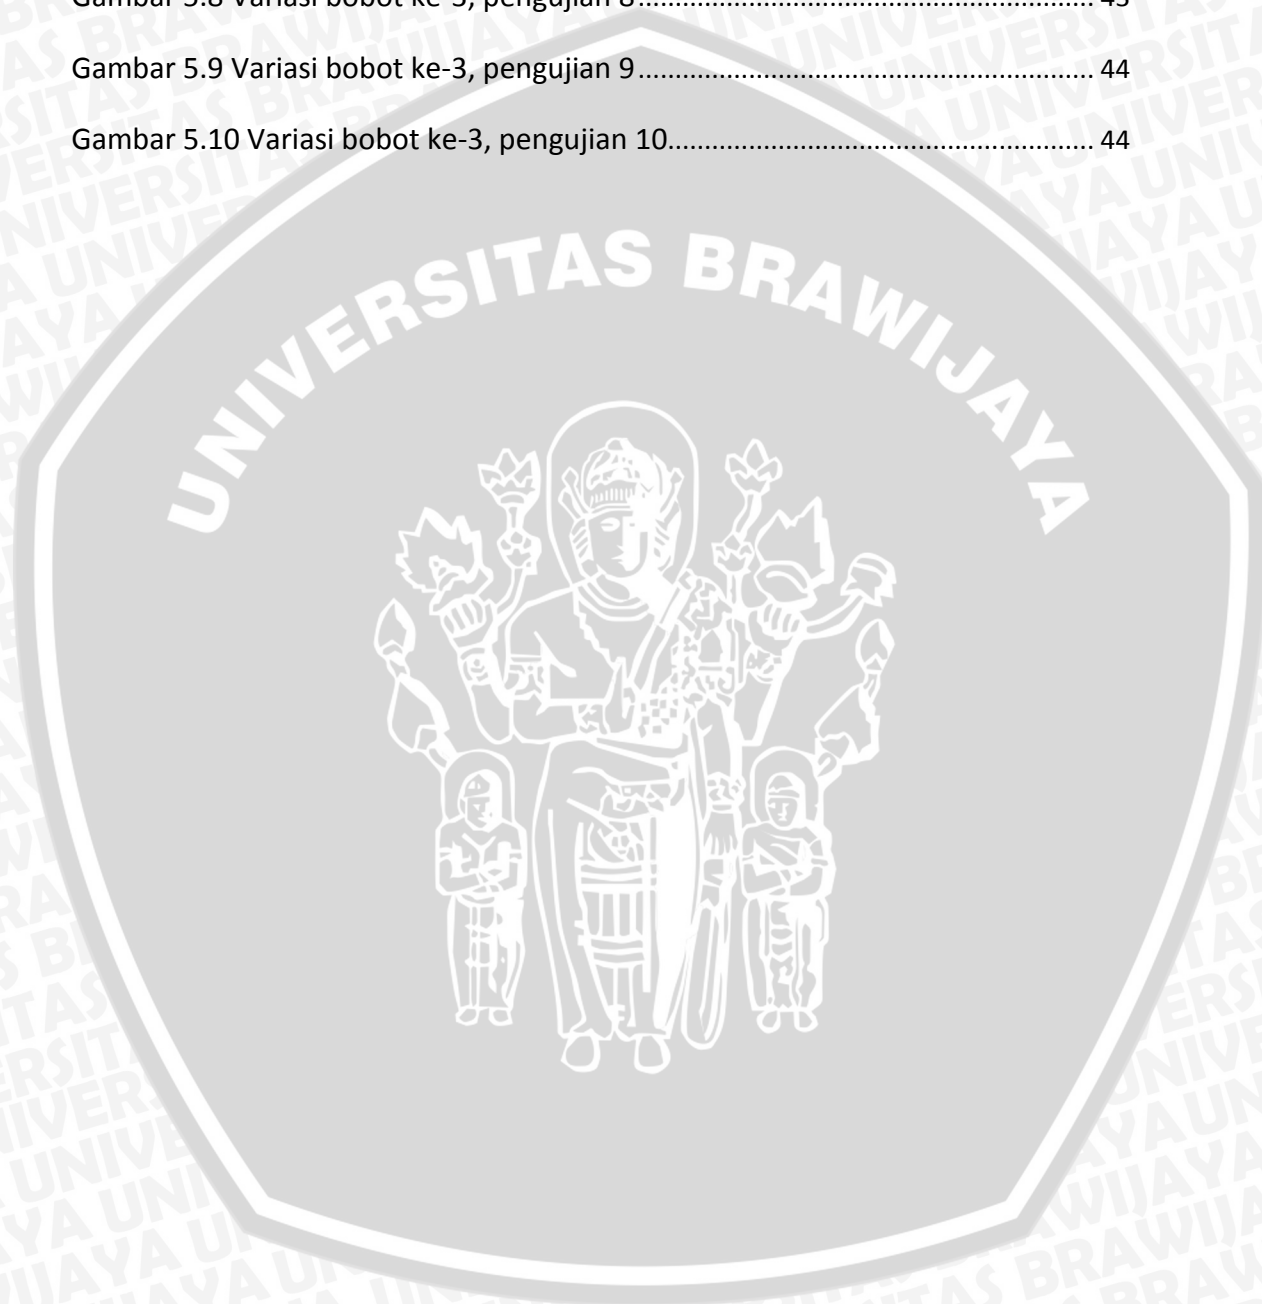 Gambar 5.8 Variasi bobot ke-3, pengujian 8........................................................... 43
Gambar 5.9 Variasi bobot ke-3, pengujian 9........................................................... 44
Gambar 5.10 Variasi bobot ke-3, pengujian 10....................................................... 44
UNIVERSITAS BRAWIJAYA